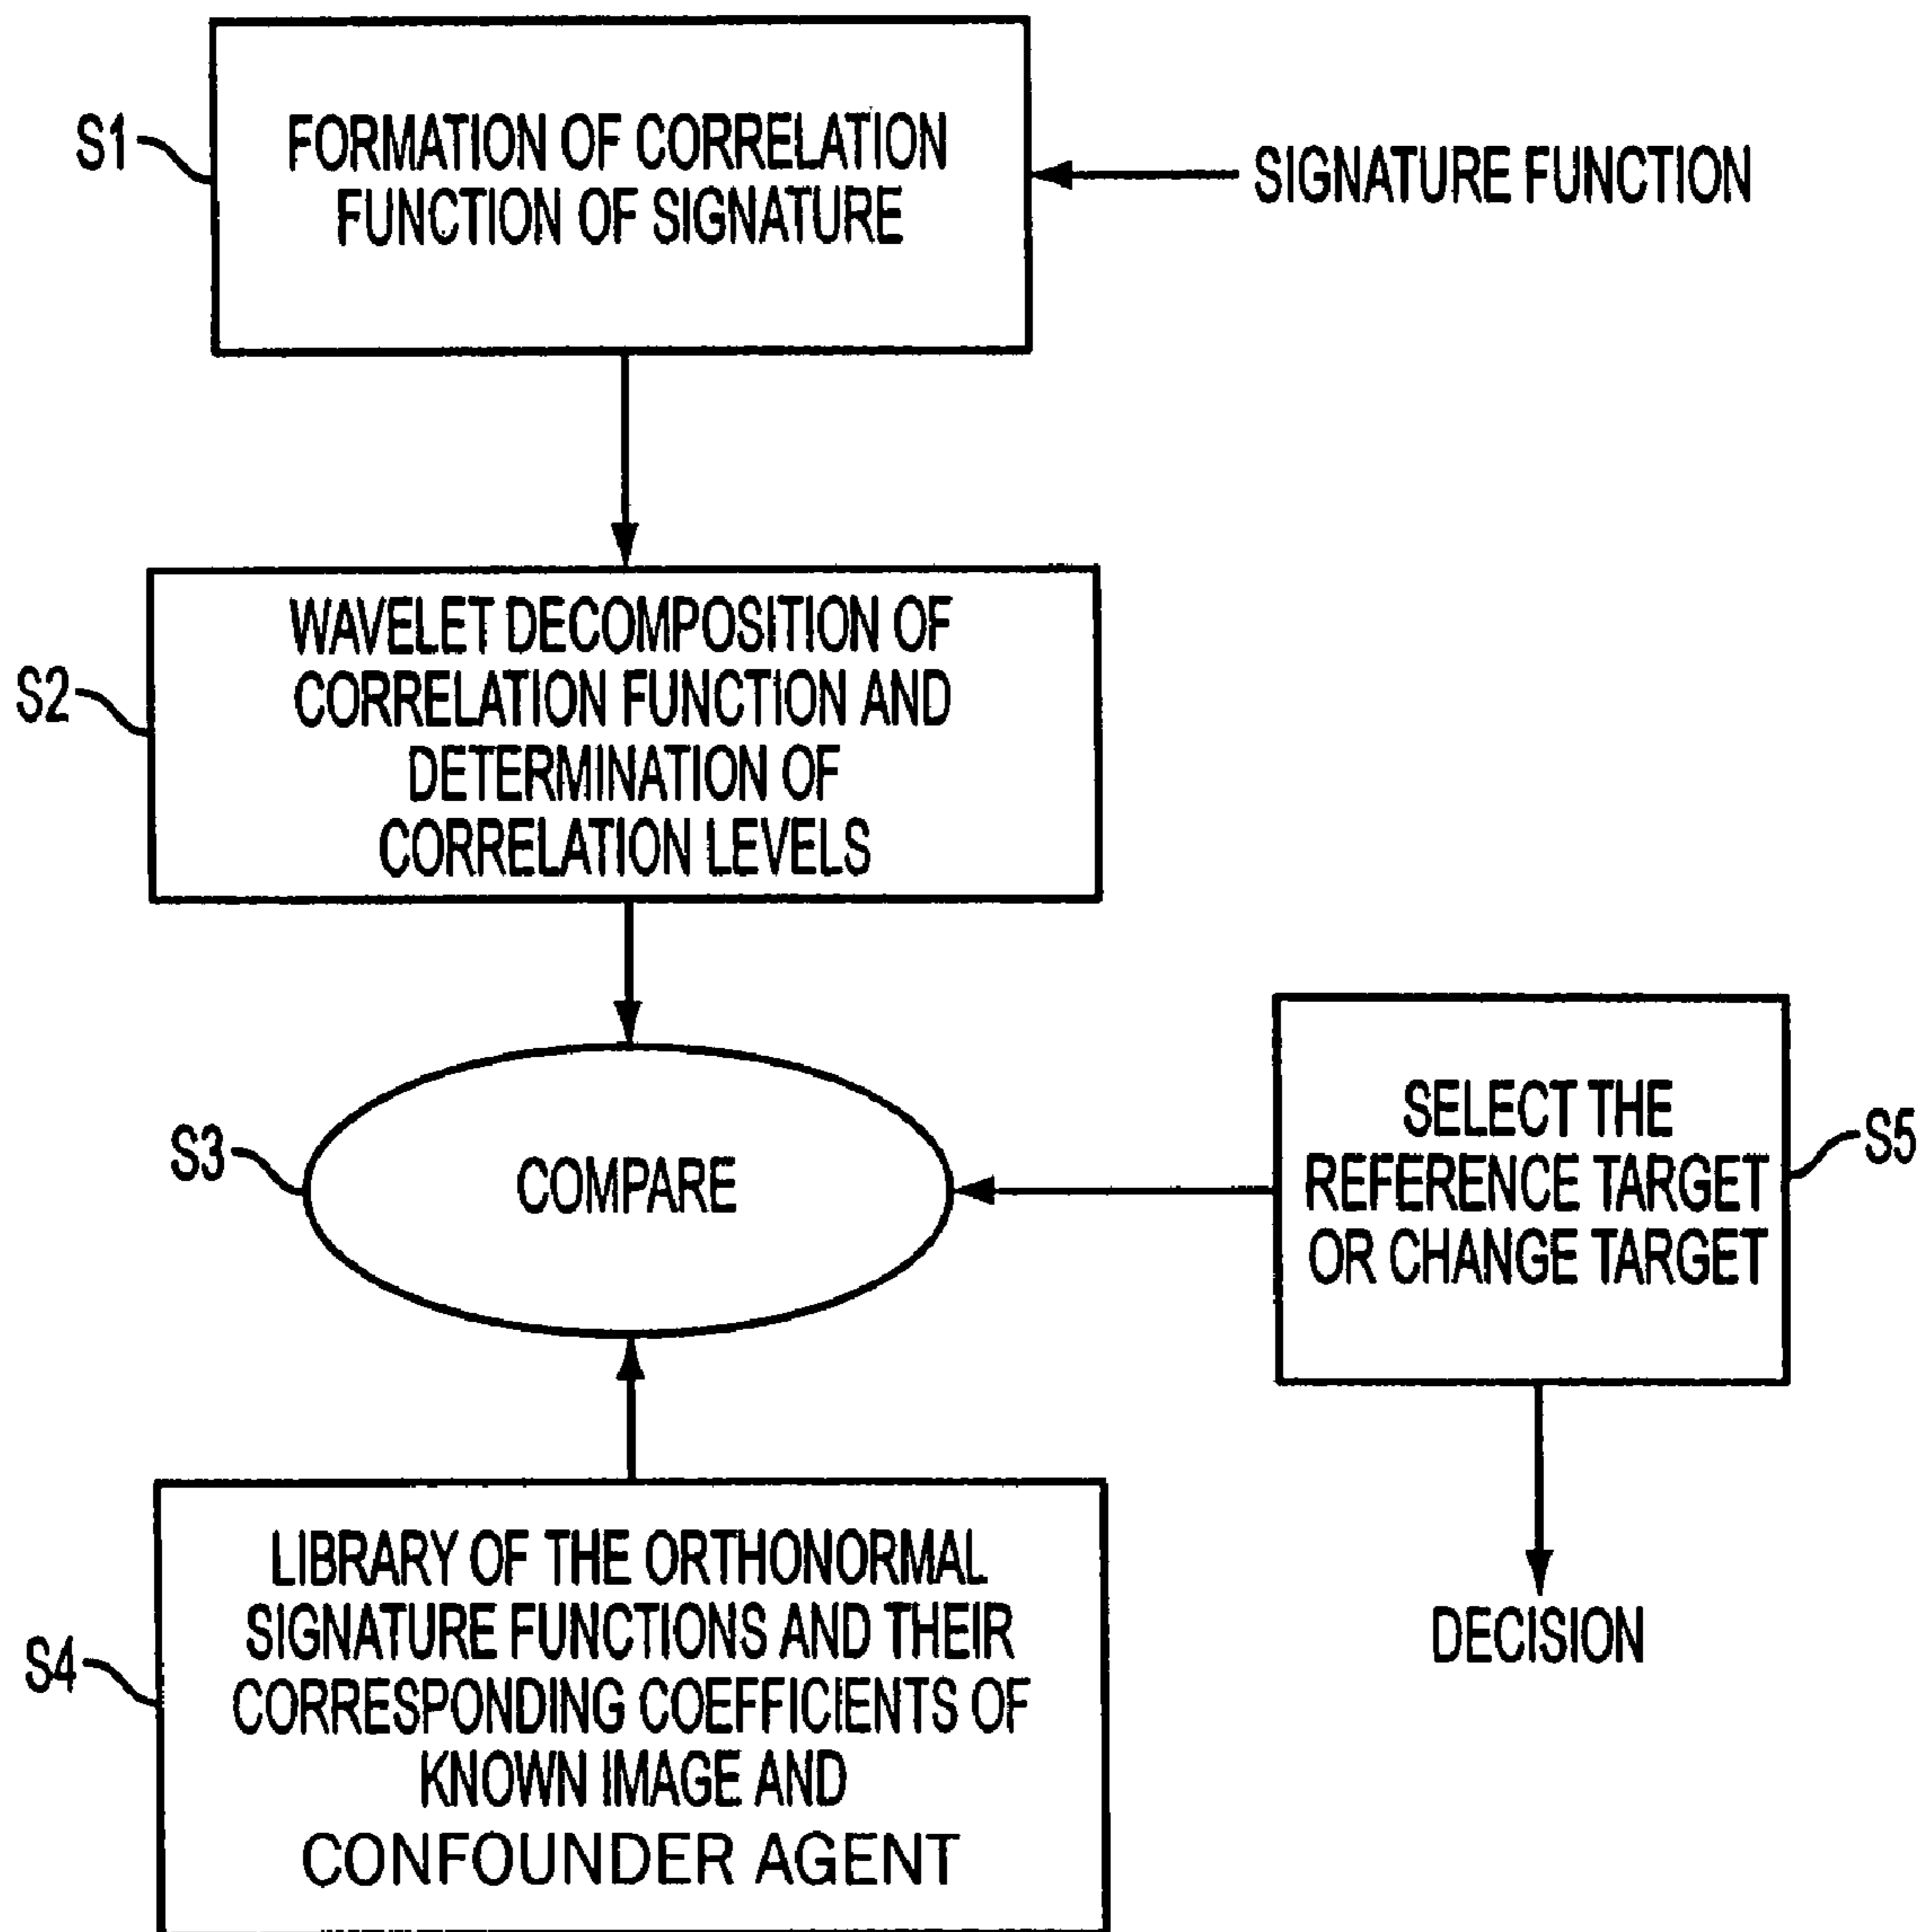 S1
FORMATION OF CORRELATION
FUNCTION OF SIGNATURE
SIGNATURE FUNCTION
S2
WAVELET DECOMPOSITION OF
CORRELATION FUNCTION AND
DETERMINATION OF
CORRELATION LEVELS
S3
COMPARE
SELECT THE
REFERENCE TARGET
OR CHANGE TARGET
S5
S4
LIBRARY OF THE ORTHONORMAL
SIGNATURE FUNCTIONS AND THEIR
CORRESPONDING COEFFICIENTS OF
KNOWN IMAGE AND
CONFOUNDER AGENT
DECISION